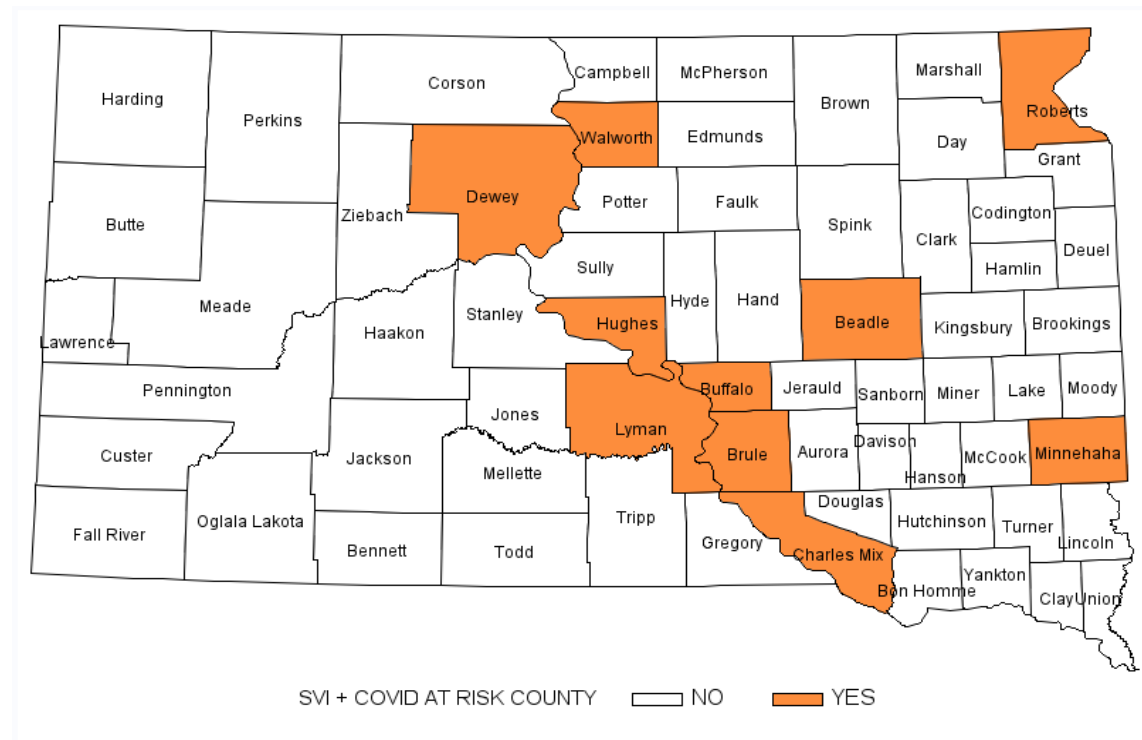 Harding
Perkins
Corson
Campbell
McPherson
Brown
Marshall
Roberts
Walworth
Edmunds
Day
Grant
Butte
Ziebach
Dewey
Potter
Faulk
Spink
Clark
Codington
Deuel
Hamlin
Meade
Sully
Hyde
Hand
Lawrence
Haakon
Stanley
Hughes
Beadle
Kingsbury
Brookings
Pennington
Jones
Lyman
Buffalo
Jerauld
Sanborn
Miner
Lake
Moody
Custer
Jackson
Mellette
Brule
Aurora
Davison
Hanson
McCook
Minnehaha
Fall River
Oglala Lakota
Bennett
Todd
Tripp
Gregory
Douglas
Charles Mix
Hutchinson
Turner
Lincoln
Bon Homme
Yankton
Clay
Union
SVI + COVID AT RISK COUNTY NO YES